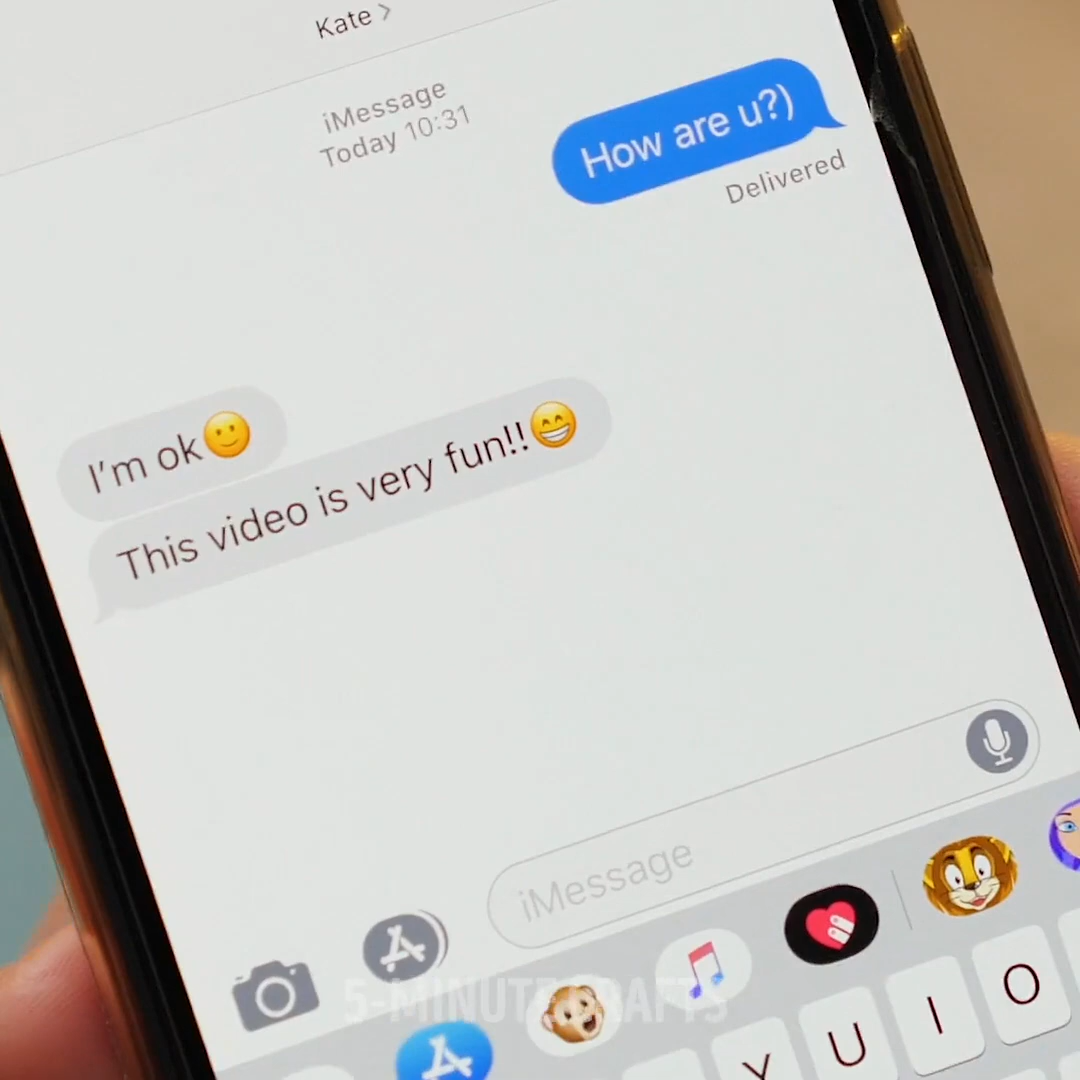 Kate >
iMessage
Today 10:31
How are u?)
Delivered
I'm ok🙂
This video is very fun!!😁
iMessage
5-MINUTE CRAFTS
Y U I O